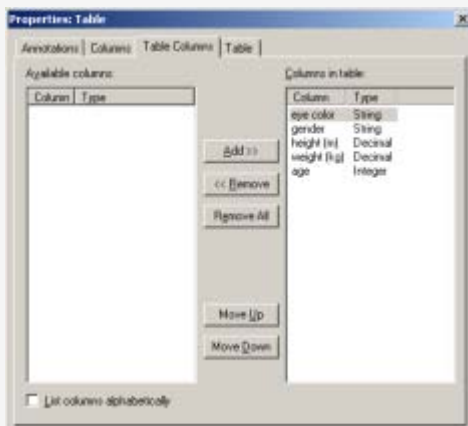 Properties: Table
Annotations Columns Table Columns Table
Available columns:
Column Type
Add >>
<< Remove
Remove All
Move Up
Move Down
List columns alphabetically
Columns in table:
Column Type
eye color String
gender String
height (m) Decimal
weight (kg) Decimal
age Integer